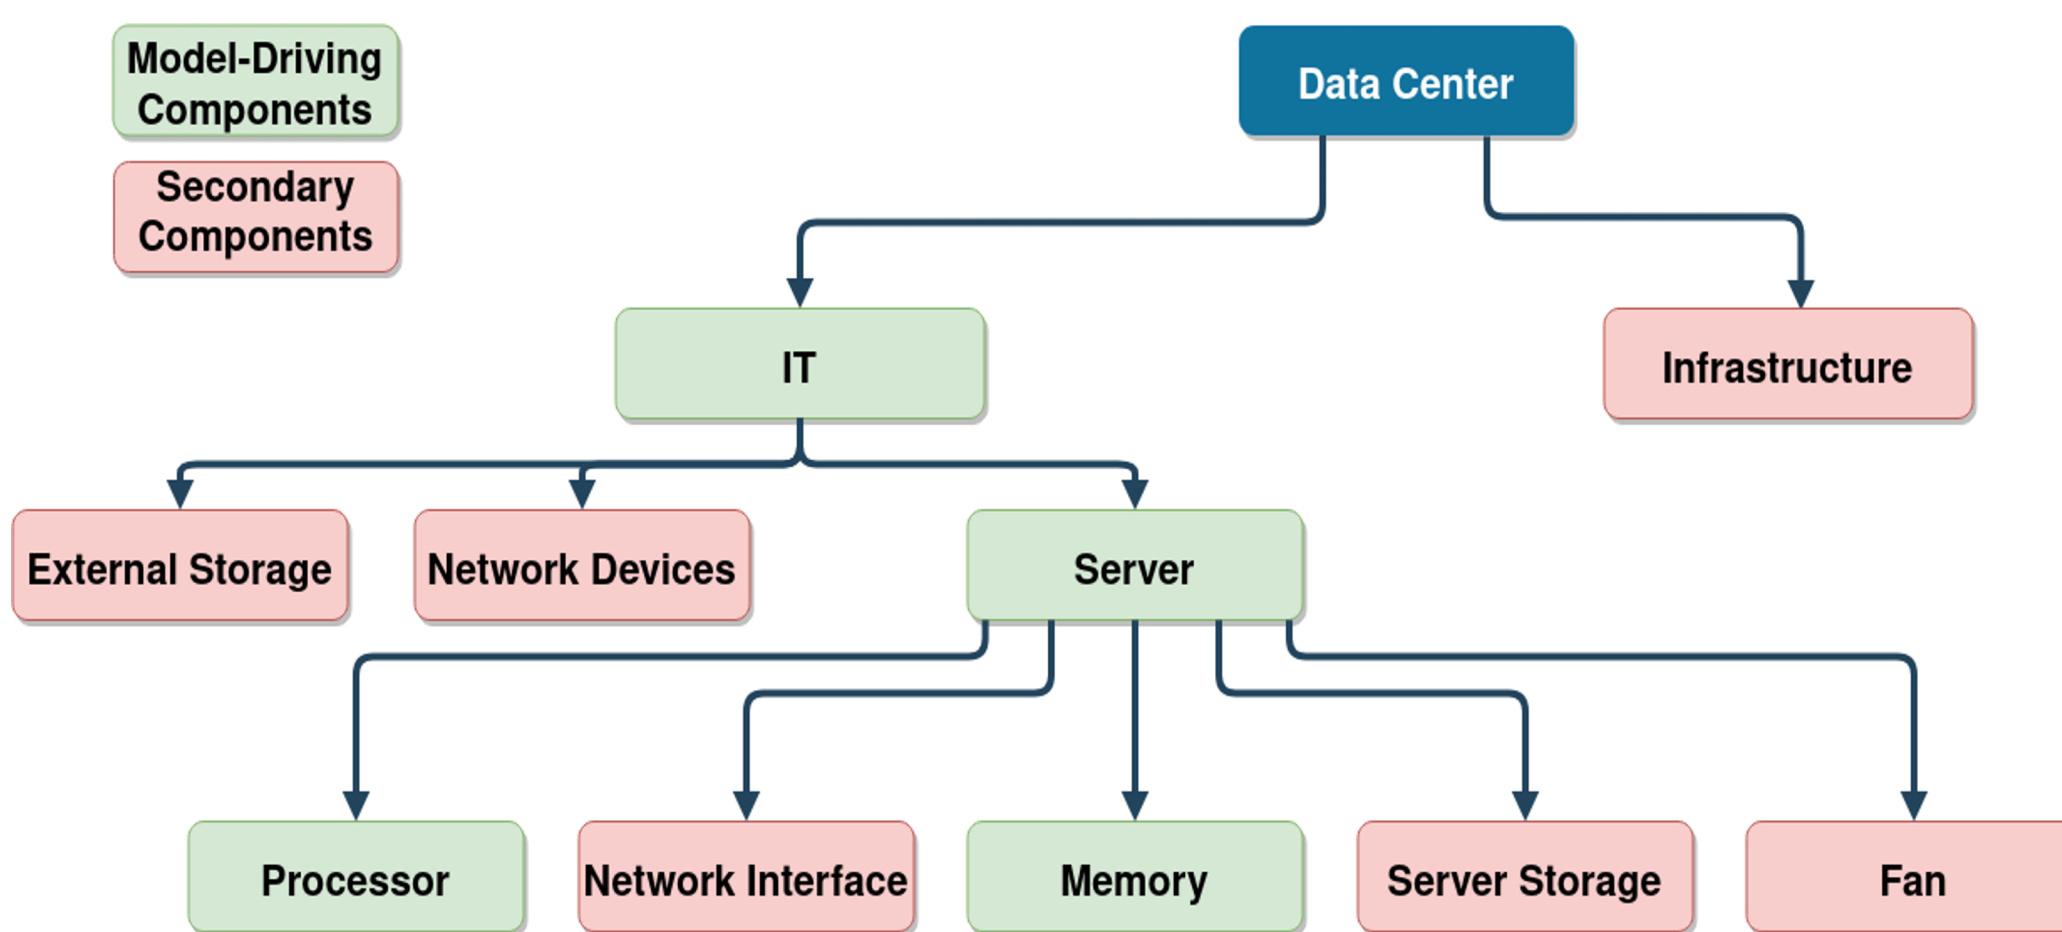 Model-Driving
Components
Secondary
Components
Data Center
IT
Infrastructure
External Storage
Network Devices
Server
Processor
Network Interface
Memory
Server Storage
Fan